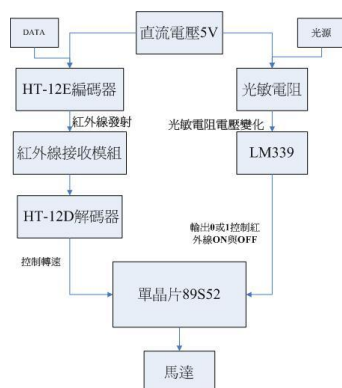 DATA
直流電壓5V
光源
HT-12E編碼器
光敏電阻
紅外線發射
光敏電阻電壓變化
紅外線接收模組
LM339
HT-12D解碼器
輸出0或1控制紅
外線ON與OFF
控制轉速
單晶片89S52
馬達